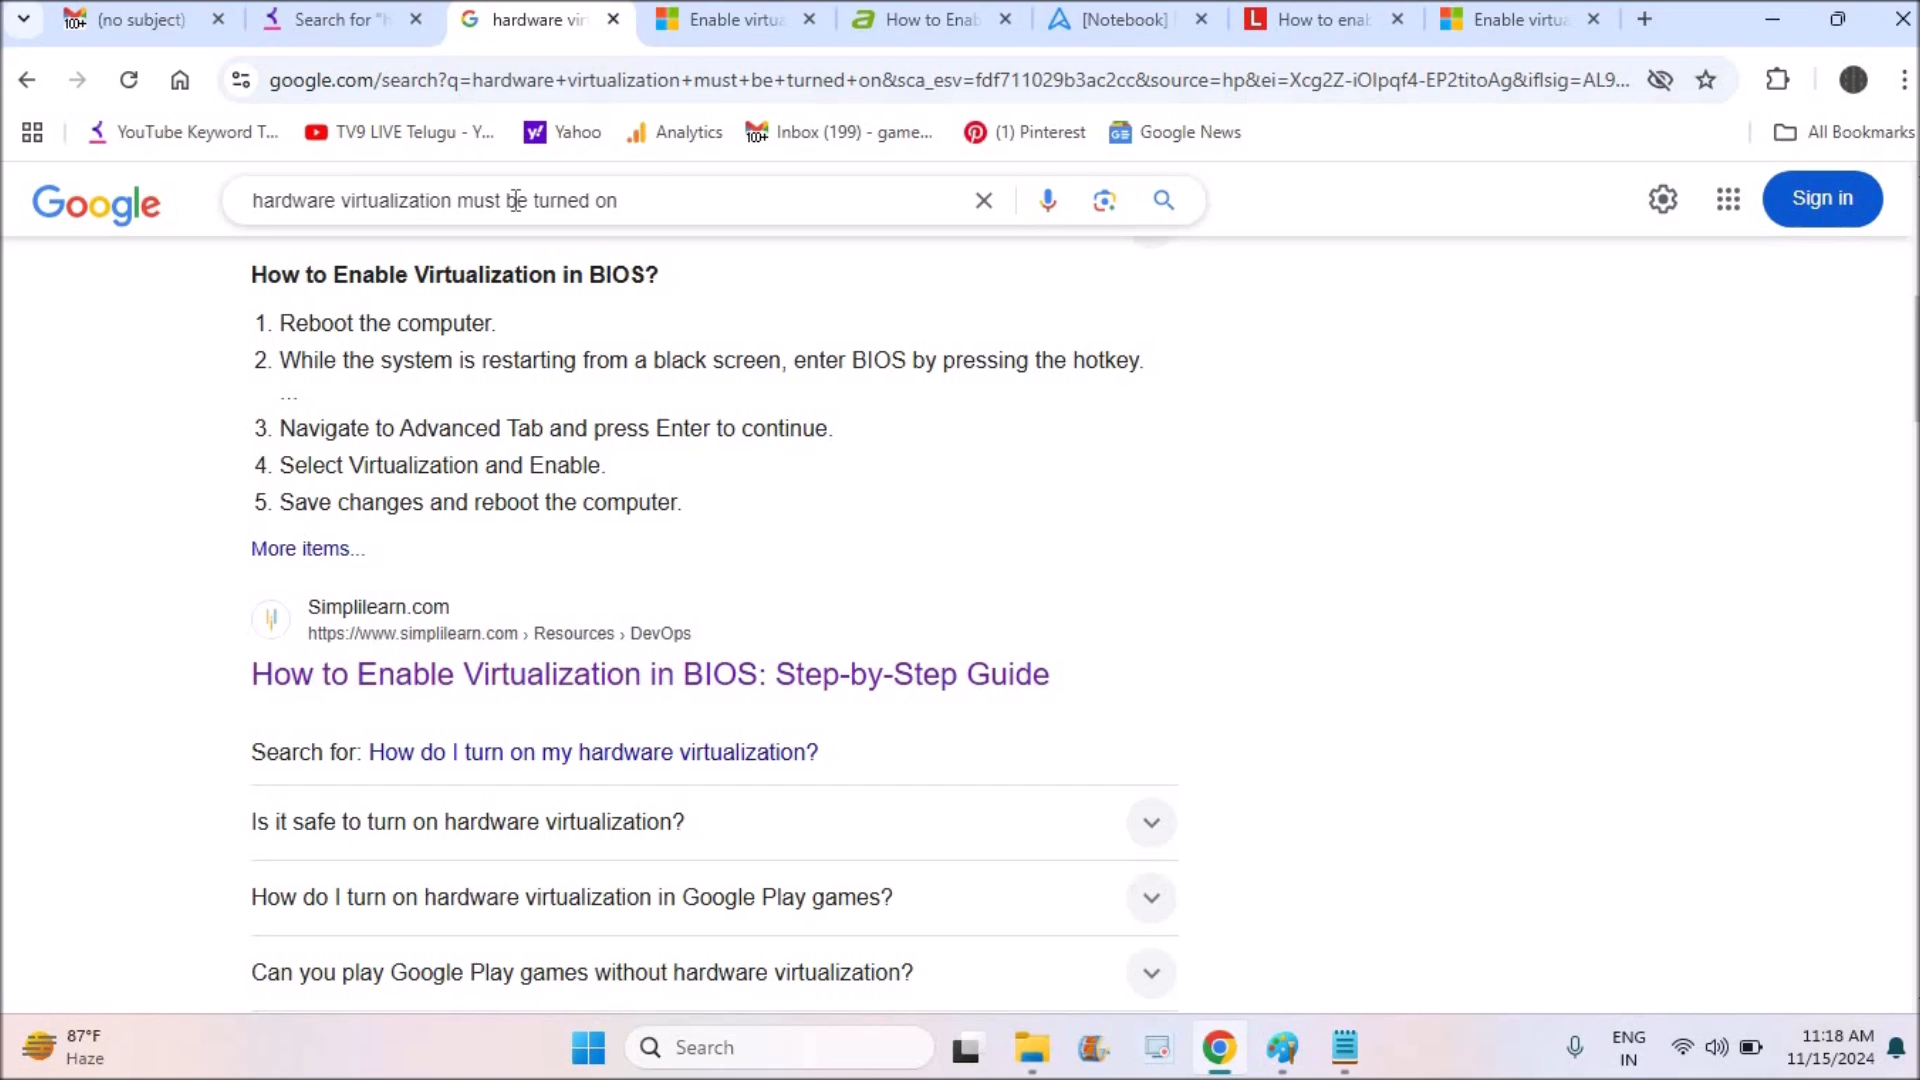 (no subject)
Search for "h
hardware vir
Enable virtua
How to Enab
[Notebook]
How to enab
Enable virtua
google.com/search?q=hardware+virtualization+must+be+turned+on&sca_esv=fdf711029b3ac2cc&source=hp&ei=Xcg2Z-iOIpqf4-EP2titoAg&iflsig=AL9...
YouTube Keyword T...
TV9 LIVE Telugu - Y...
Yahoo
Analytics
Inbox (199) - game...
(1) Pinterest
Google News
All Bookmarks
Google
hardware virtualization must be turned on
Sign in
How to Enable Virtualization in BIOS?
1. Reboot the computer.
2. While the system is restarting from a black screen, enter BIOS by pressing the hotkey.
...
3. Navigate to Advanced Tab and press Enter to continue.
4. Select Virtualization and Enable.
5. Save changes and reboot the computer.
More items...
Simplilearn.com
https://www.simplilearn.com › Resources › DevOps
How to Enable Virtualization in BIOS: Step-by-Step Guide
Search for: How do I turn on my hardware virtualization?
Is it safe to turn on hardware virtualization?
How do I turn on hardware virtualization in Google Play games?
Can you play Google Play games without hardware virtualization?
87°F
Haze
Search
ENG
IN
11:18 AM
11/15/2024